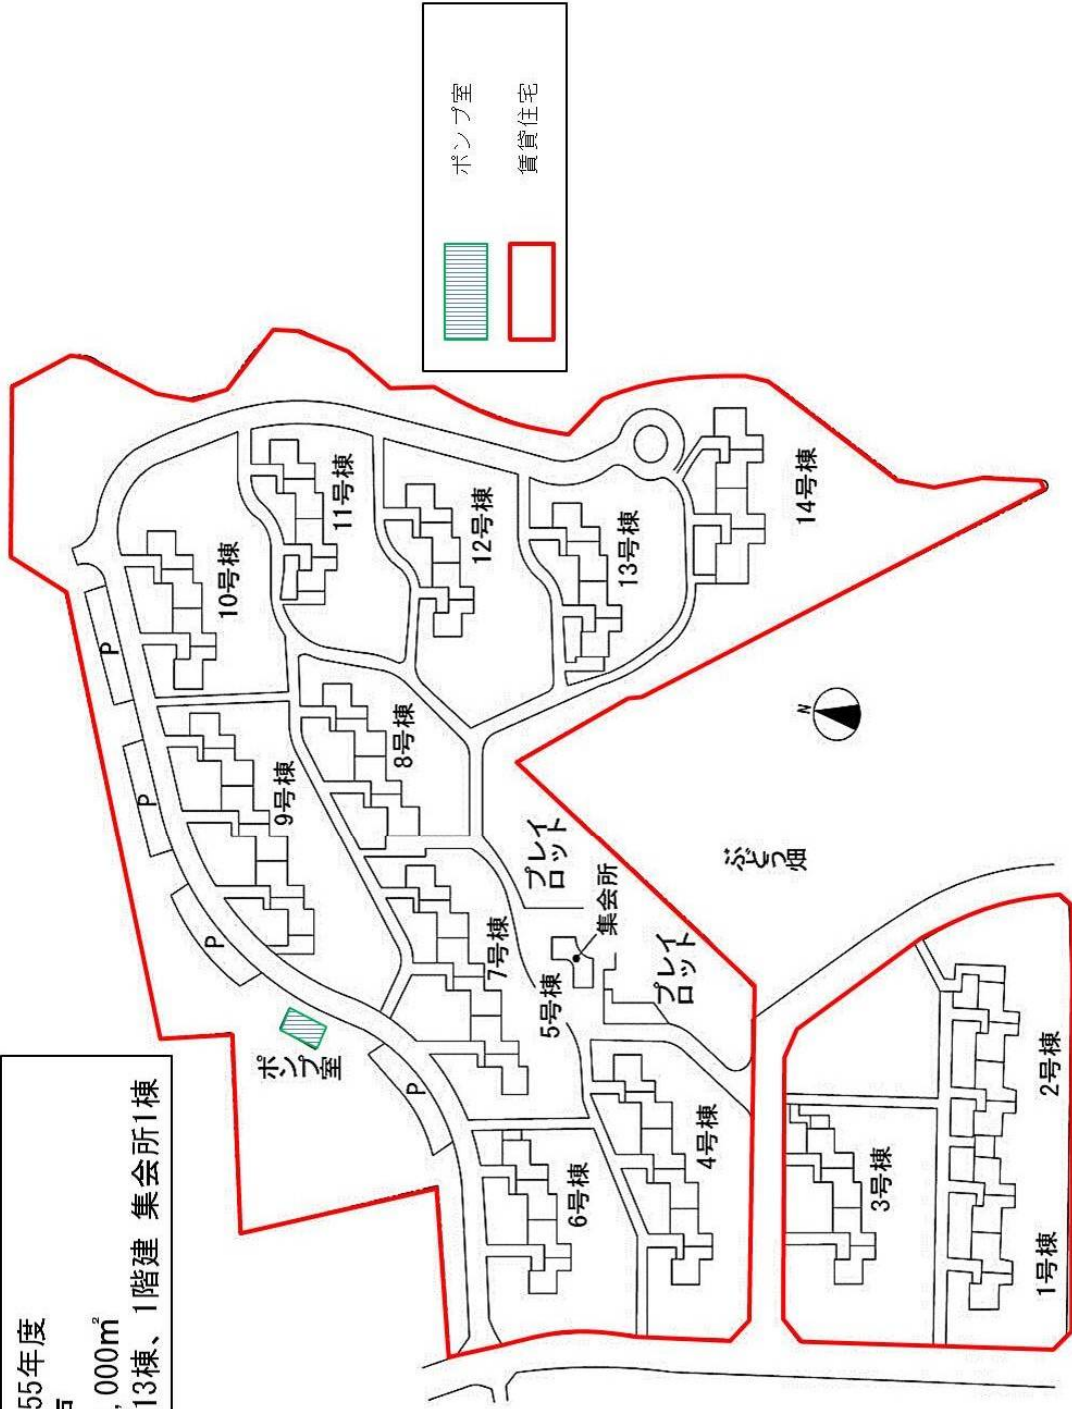 55年度
,000㎡
13棟、1階建 集会所1棟
ポンプ室
賃貸住宅
P
P
P
P
ポンプ
室
10号棟
11号棟
12号棟
13号棟
14号棟
9号棟
8号棟
7号棟
プレイ
ロット
集会所
5号棟
プレイ
ロット
6号棟
4号棟
N
ぶどう畑
3号棟
2号棟
1号棟